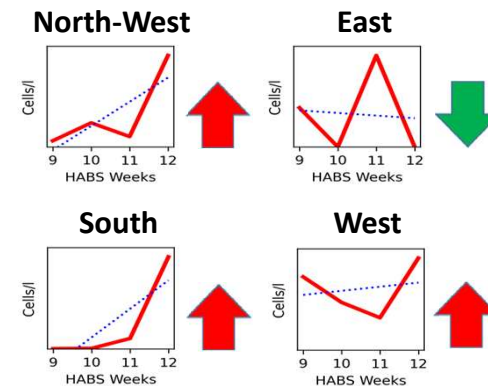 North-West
Cells/l
9 10 11 12
HABS Weeks
East
Cells/l
9 10 11 12
HABS Weeks
South
Cells/l
9 10 11 12
HABS Weeks
West
Cells/l
9 10 11 12
HABS Weeks